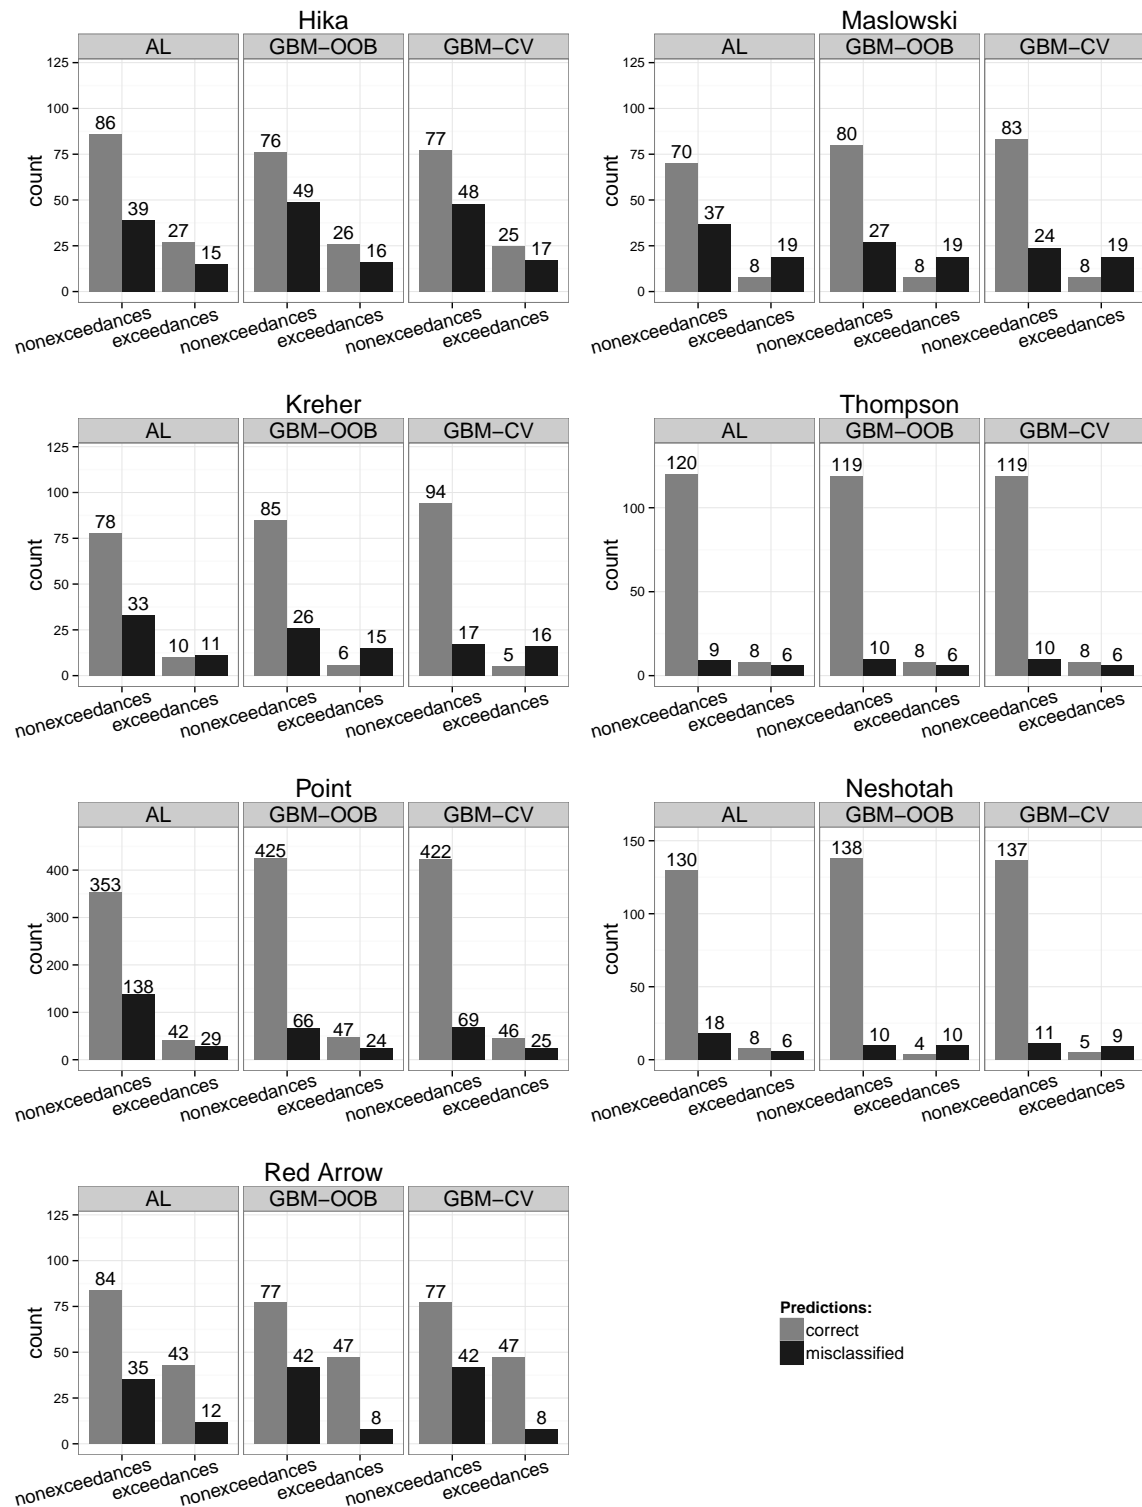 Hika
AL GBM-OOB GBM-CV
125
100
75
50
25
0
count
86 39 27 15
76 49 26 16
77 48 25 17
nonexceedances exceedances nonexceedances exceedances nonexceedances exceedances
Maslowski
AL GBM-OOB GBM-CV
125
100
75
50
25
0
count
70 37 8 19
80 27 8 19
83 24 8 19
nonexceedances exceedances nonexceedances exceedances nonexceedances exceedances
Kreher
AL GBM-OOB GBM-CV
125
100
75
50
25
0
count
78 33 10 11
85 26 6 15
94 17 5 16
nonexceedances exceedances nonexceedances exceedances nonexceedances exceedances
Thompson
AL GBM-OOB GBM-CV
100
50
0
count
120 9 8 6
119 10 8 6
119 10 8 6
nonexceedances exceedances nonexceedances exceedances nonexceedances exceedances
Point
AL GBM-OOB GBM-CV
400
300
200
100
0
count
353 138 42 29
425 66 47 24
422 69 46 25
nonexceedances exceedances nonexceedances exceedances nonexceedances exceedances
Neshotah
AL GBM-OOB GBM-CV
150
100
50
0
count
130 18 8 6
138 10 4 10
137 11 5 9
nonexceedances exceedances nonexceedances exceedances nonexceedances exceedances
Red Arrow
AL GBM-OOB GBM-CV
125
100
75
50
25
0
count
84 35 43 12
77 42 47 8
77 42 47 8
nonexceedances exceedances nonexceedances exceedances nonexceedances exceedances
Predictions:
correct
misclassified